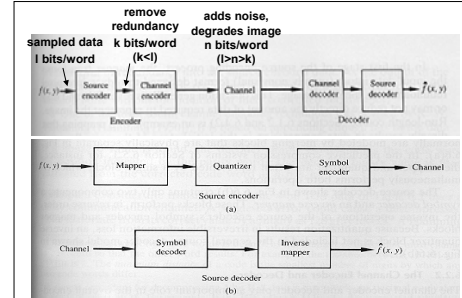 remove redundancy k bits/word (k<l)
adds noise, degrades image n bits/word (l>n>k)
sampled data l bits/word
f(x, y)
Source encoder
Channel encoder
Channel
Channel decoder
Source decoder
f̂(x, y)
Encoder
Decoder
f(x, y)
Mapper
Quantizer
Symbol encoder
Channel
Source encoder
(a)
Channel
Symbol decoder
Inverse mapper
f̂(x, y)
Source decoder
(b)